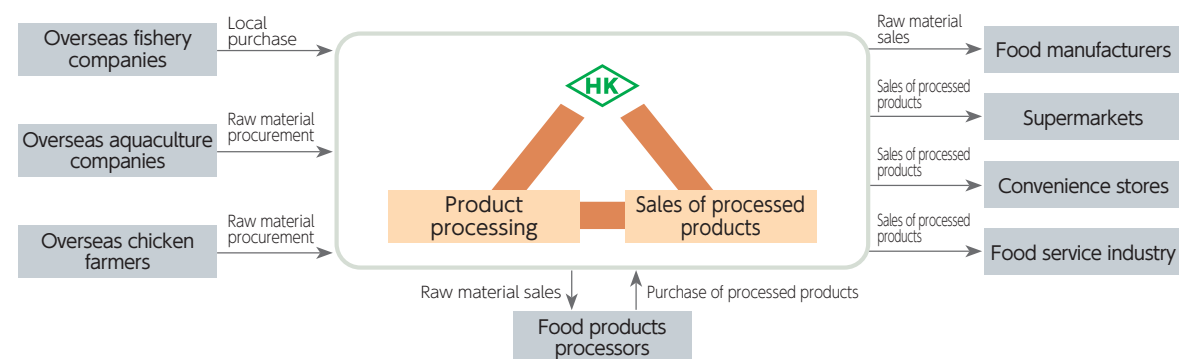 Overseas fishery
companies
Local
purchase
Overseas aquaculture
companies
Raw material
procurement
Overseas chicken
farmers
Raw material
procurement
HK
Product
processing
Sales of processed
products
Raw material
sales
Food manufacturers
Sales of processed
products
Supermarkets
Sales of processed
products
Convenience stores
Sales of processed
products
Food service industry
Raw material sales
Purchase of processed products
Food products
processors